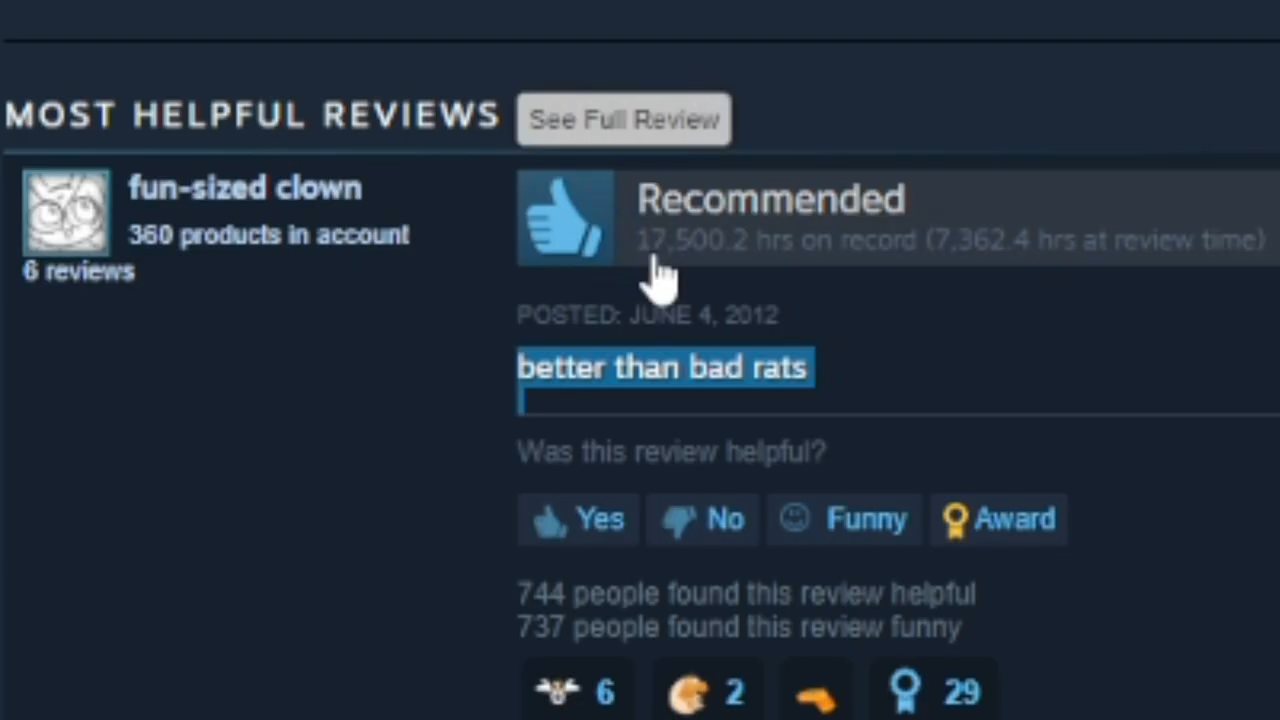 MOST HELPFUL REVIEWS
See Full Review
fun-sized clown
360 products in account
6 reviews
Recommended
17,500.2 hrs on record (7,362.4 hrs at review time)
POSTED: JUNE 4, 2012
better than bad rats
Was this review helpful?
Yes
No
Funny
Award
744 people found this review helpful
737 people found this review funny
6
2
29